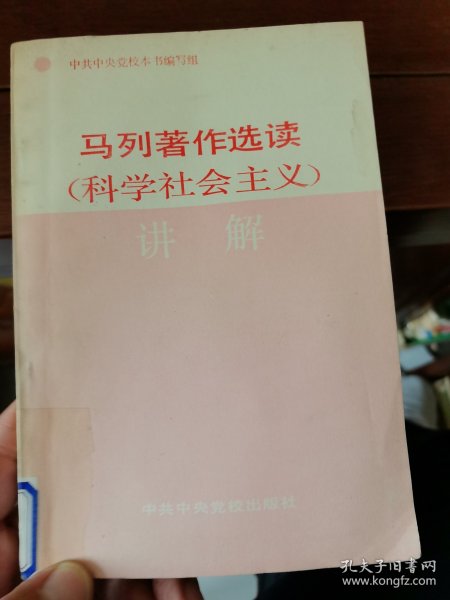 中共中央党校本书编写组
马列著作选读
(科学社会主义)
讲 解
中共中央党校出版社
孔夫子旧书网
www.kongfz.com